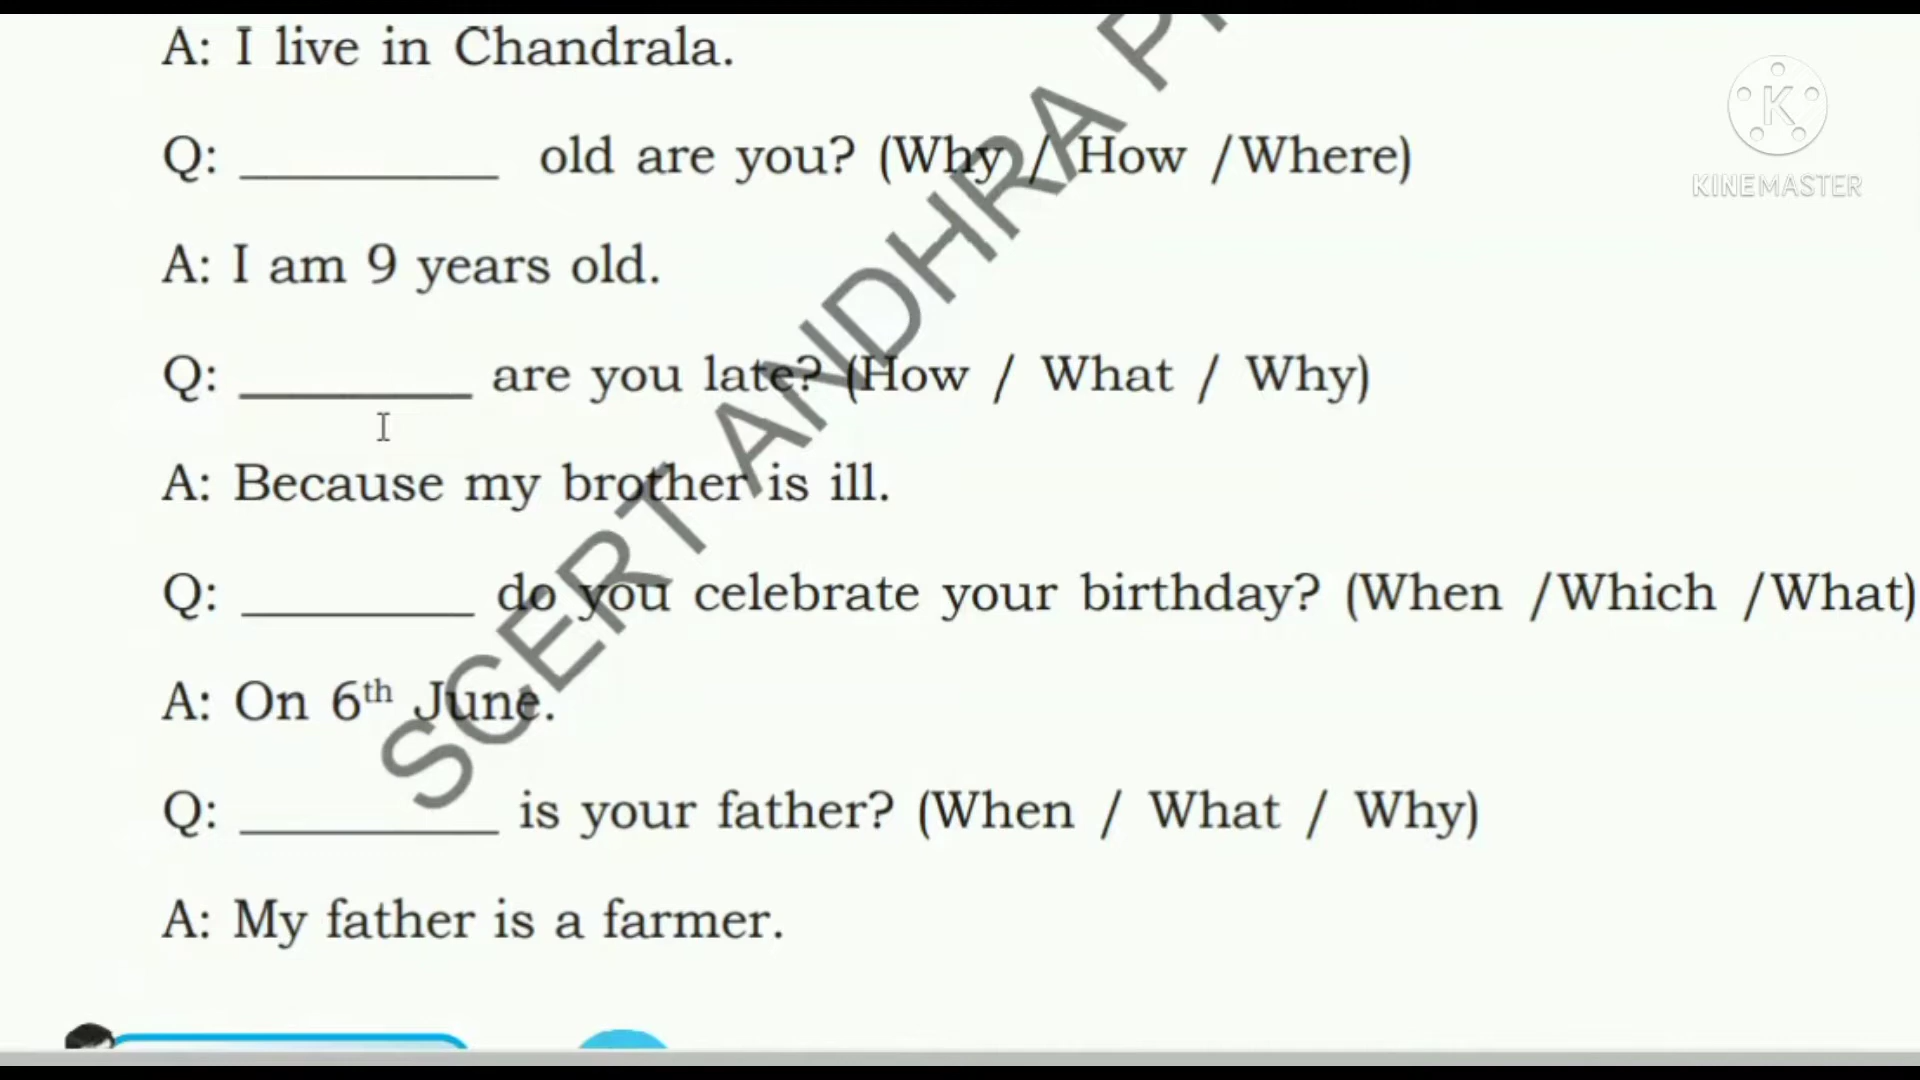 A: I live in Chandrala.
Q: __________ old are you? (Why / How /Where)
A: I am 9 years old.
Q: _________ are you late? (How / What / Why)
A: Because my brother is ill.
Q: _________ do you celebrate your birthday? (When /Which /What)
A: On 6th June.
Q: __________ is your father? (When / What / Why)
A: My father is a farmer.
SCERT ANDHRA
KINEMASTER